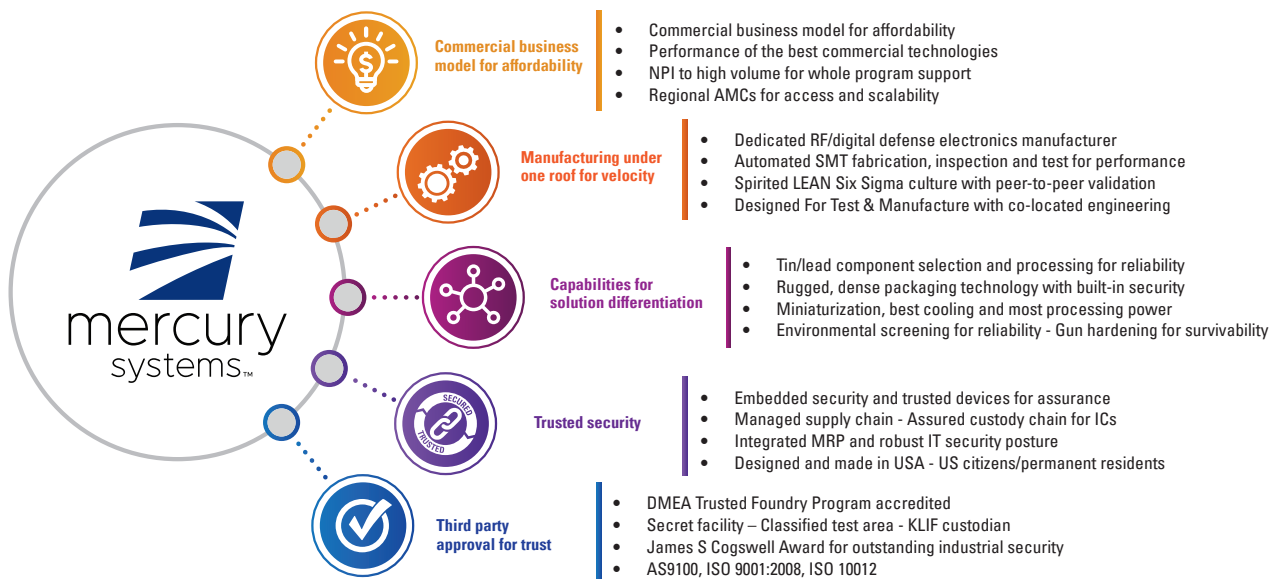 Commercial business
model for affordability
• Commercial business model for affordability
• Performance of the best commercial technologies
• NPI to high volume for whole program support
• Regional AMCs for access and scalability
Manufacturing under
one roof for velocity
• Dedicated RF/digital defense electronics manufacturer
• Automated SMT fabrication, inspection and test for performance
• Spirited LEAN Six Sigma culture with peer-to-peer validation
• Designed For Test & Manufacture with co-located engineering
mercury
systems™
Capabilities for
solution differentiation
• Tin/lead component selection and processing for reliability
• Rugged, dense packaging technology with built-in security
• Miniaturization, best cooling and most processing power
• Environmental screening for reliability - Gun hardening for survivability
SECURED
TRUSTED
Trusted security
• Embedded security and trusted devices for assurance
• Managed supply chain - Assured custody chain for ICs
• Integrated MRP and robust IT security posture
• Designed and made in USA - US citizens/permanent residents
Third party
approval for trust
• DMEA Trusted Foundry Program accredited
• Secret facility – Classified test area - KLIF custodian
• James S Cogswell Award for outstanding industrial security
• AS9100, ISO 9001:2008, ISO 10012
$